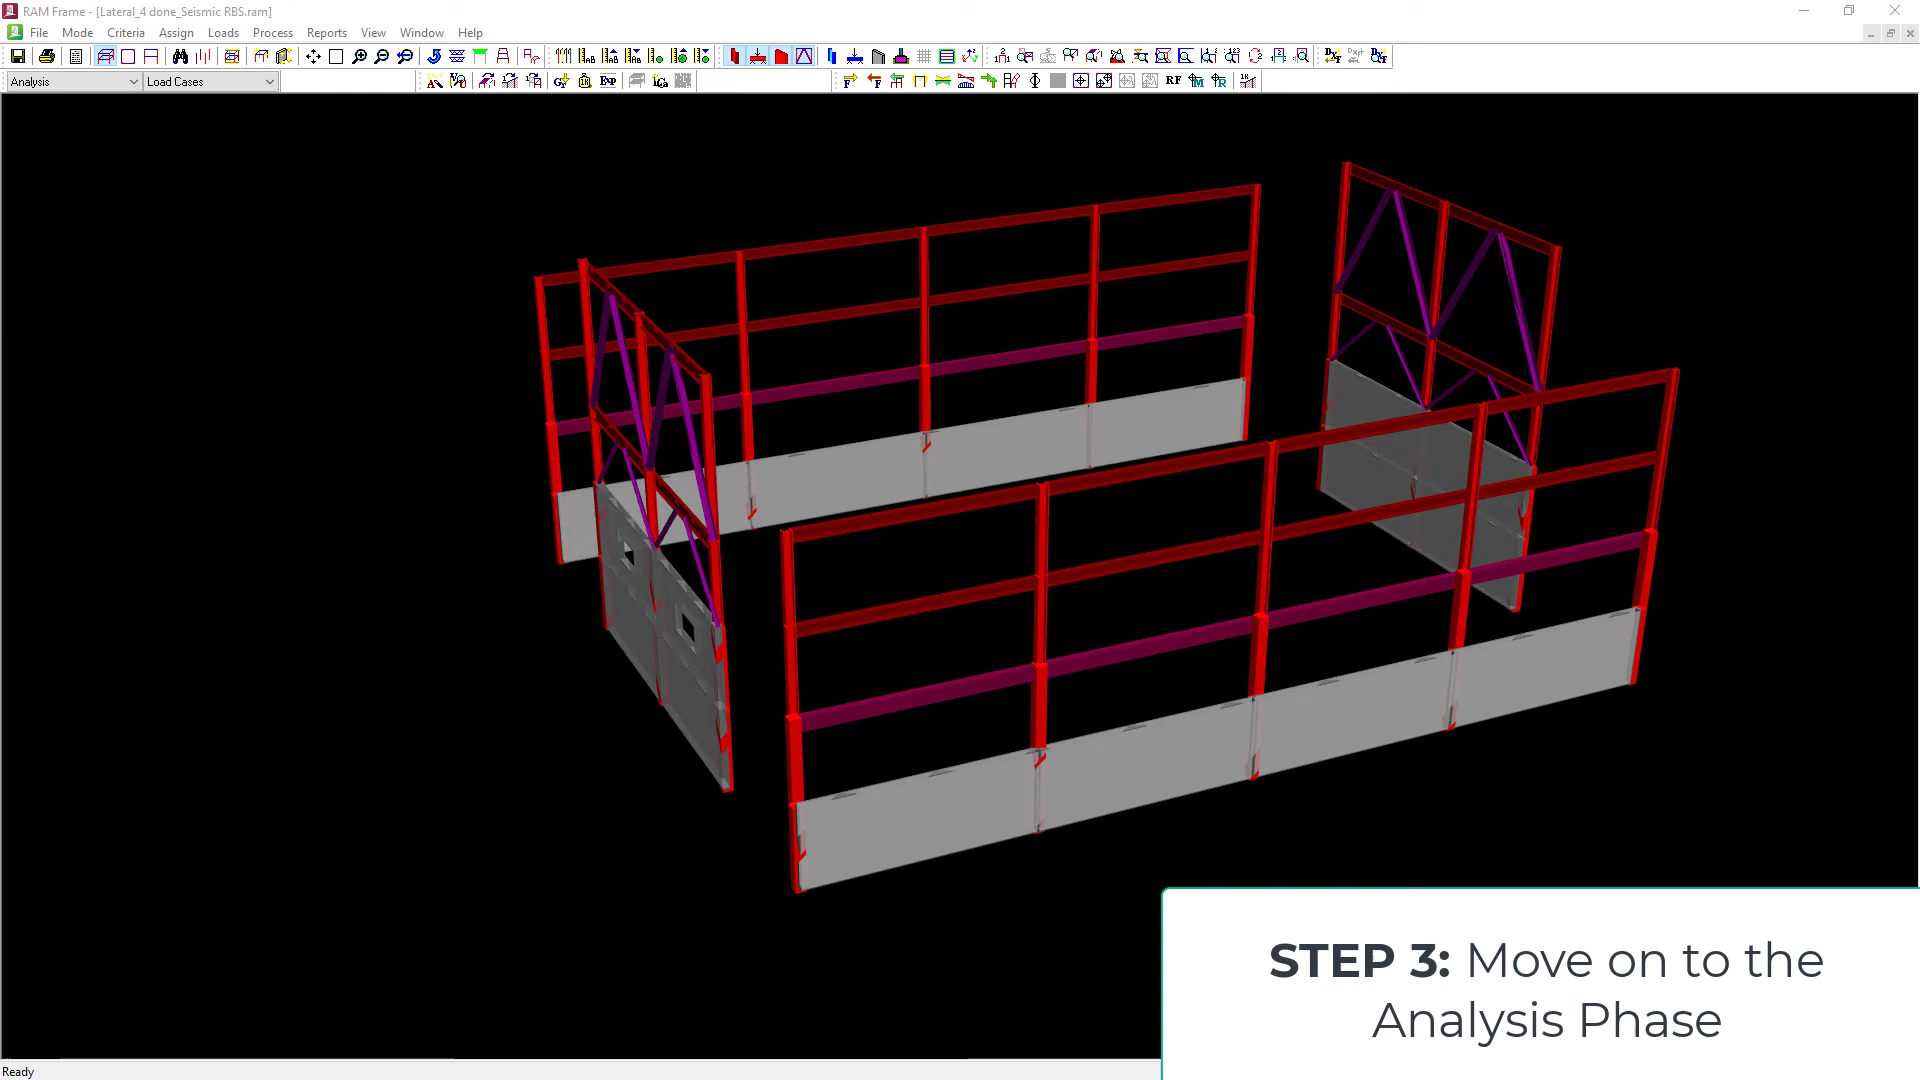 RAM Frame - [Lateral_4 done_Seismic RBS.ram]
File Mode Criteria Assign Loads Process Reports View Window Help
Analysis Load Cases
RF
Ready
STEP 3: Move on to the
Analysis Phase